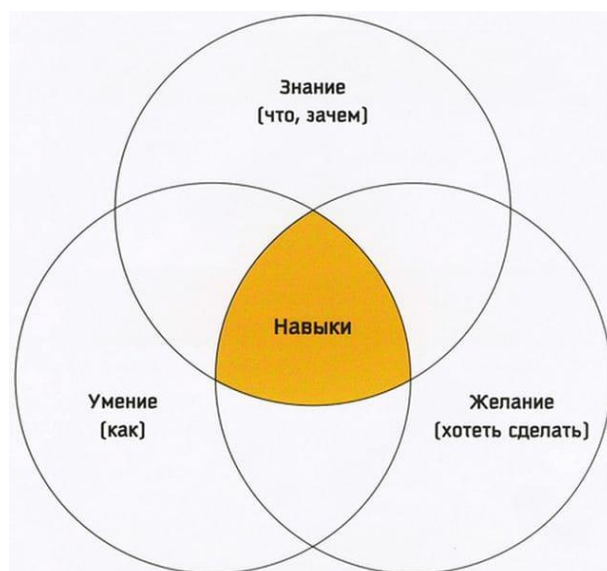 Знание
(что, зачем)
Навыки
Умение
(как)
Желание
(хотеть сделать)